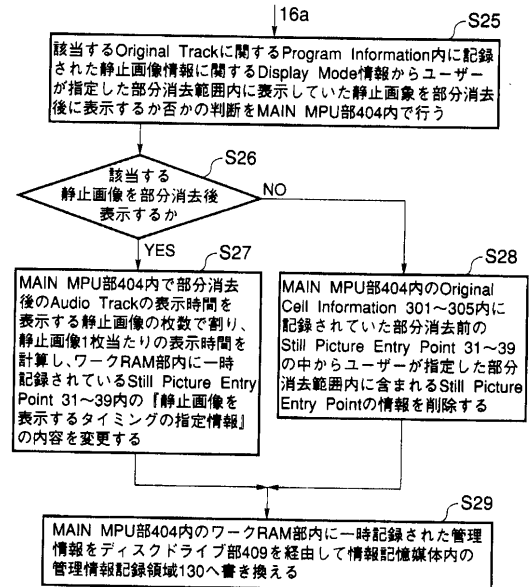 16a
S25
該当するOriginal Trackに関するProgram Information内に記録
された静止画像情報に関するDisplay Mode情報からユーザー
が指定した部分消去範囲内に表示していた静止画象を部分消去
後に表示するか否かの判断をMAIN MPU部404内で行う
S26
該当する
静止画像を部分消去後
表示するか
NO
YES
S27
MAIN MPU部404内で部分消去
後のAudio Trackの表示時間を
表示する静止画像の枚数で割り、
静止画像1枚当たりの表示時間を
計算し、ワークRAM部内に一時
記録されているStill Picture Entry
Point 31～39内の『静止画像を
表示するタイミングの指定情報』
の内容を変更する
S28
MAIN MPU部404内のOriginal
Cell Information 301～305内に
記録されていた部分消去前の
Still Picture Entry Point 31～39
の中からユーザーが指定した部分
消去範囲内に含まれるStill Picture
Entry Pointの情報を削除する
S29
MAIN MPU部404内のワークRAM部内に一時記録された管理
情報をディスクドライブ部409を経由して情報記憶媒体内の
管理情報記録領域130へ書き換える